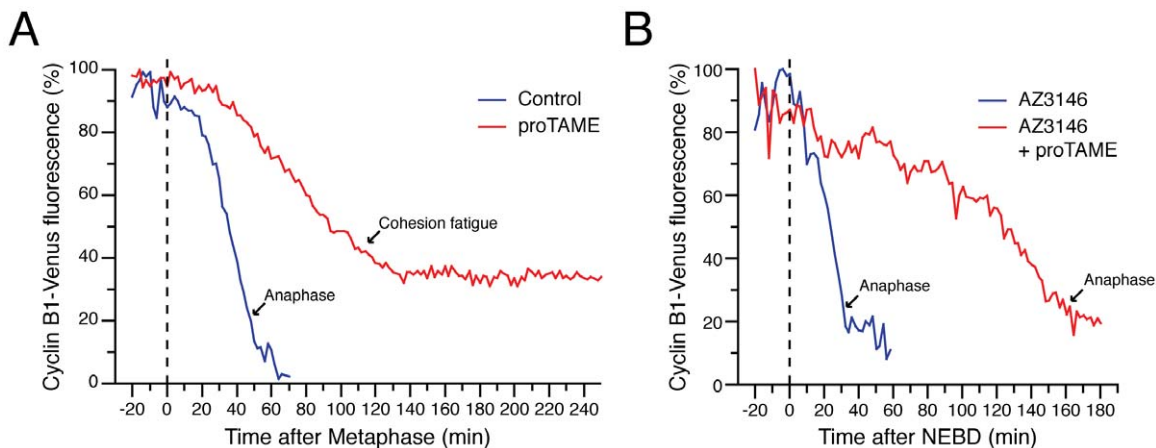 A
Cyclin B1-Venus fluorescence (%)
100
80
60
40
20
0
-20 0 20 40 60 80 100 120 140 160 180 200 220 240
Time after Metaphase (min)
Control
proTAME
Cohesion fatigue
Anaphase
B
Cyclin B1-Venus fluorescence (%)
100
80
60
40
20
0
-20 0 20 40 60 80 100 120 140 160 180
Time after NEBD (min)
AZ3146
AZ3146
+ proTAME
Anaphase
Anaphase